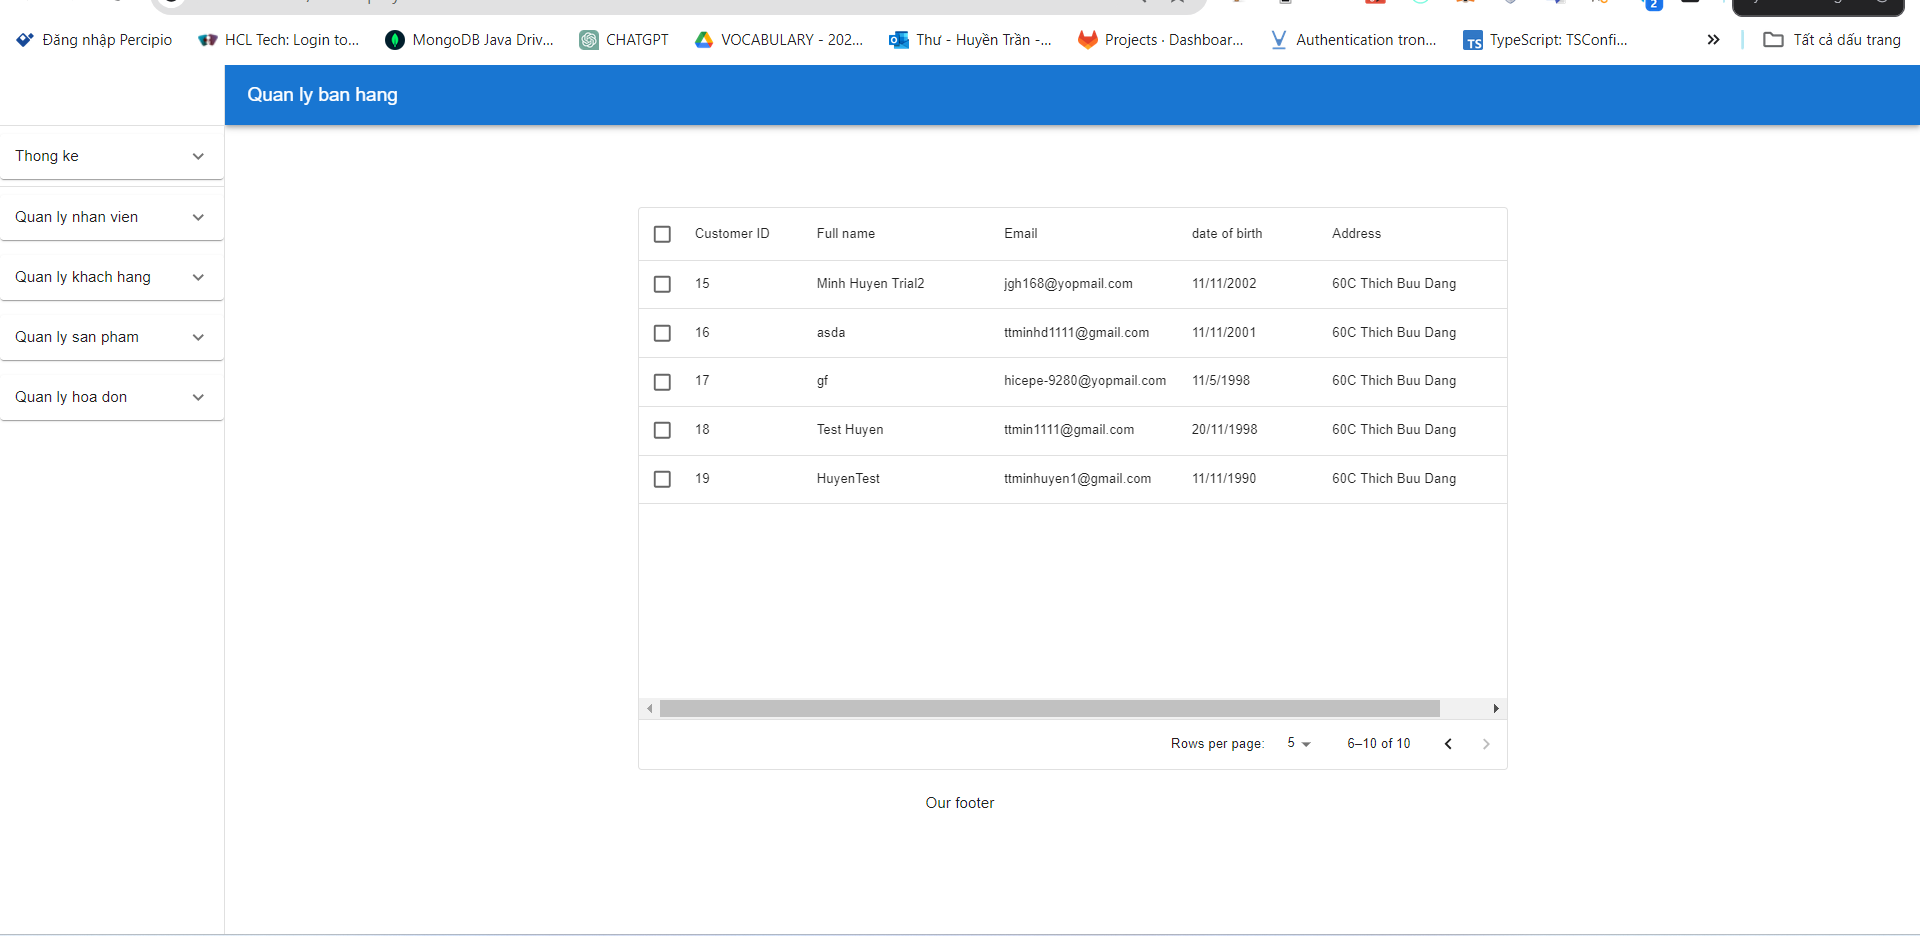 Đăng nhập Percipio HCL Tech: Login to... MongoDB Java Driv... CHATGPT VOCABULARY - 202... Thư - Huyền Trần -... Projects · Dashboar... Authentication tron... TS TypeScript: TSConfi... Tất cả dấu trang
2
Quan ly ban hang
Thong ke
Quan ly nhan vien
Quan ly khach hang
Quan ly san pham
Quan ly hoa don
Customer ID Full name Email date of birth Address
15 Minh Huyen Trial2 jgh168@yopmail.com 11/11/2002 60C Thich Buu Dang
16 asda ttminhd1111@gmail.com 11/11/2001 60C Thich Buu Dang
17 gf hicepe-9280@yopmail.com 11/5/1998 60C Thich Buu Dang
18 Test Huyen ttmin1111@gmail.com 20/11/1998 60C Thich Buu Dang
19 HuyenTest ttminhuyen1@gmail.com 11/11/1990 60C Thich Buu Dang
Rows per page: 5 6–10 of 10
Our footer